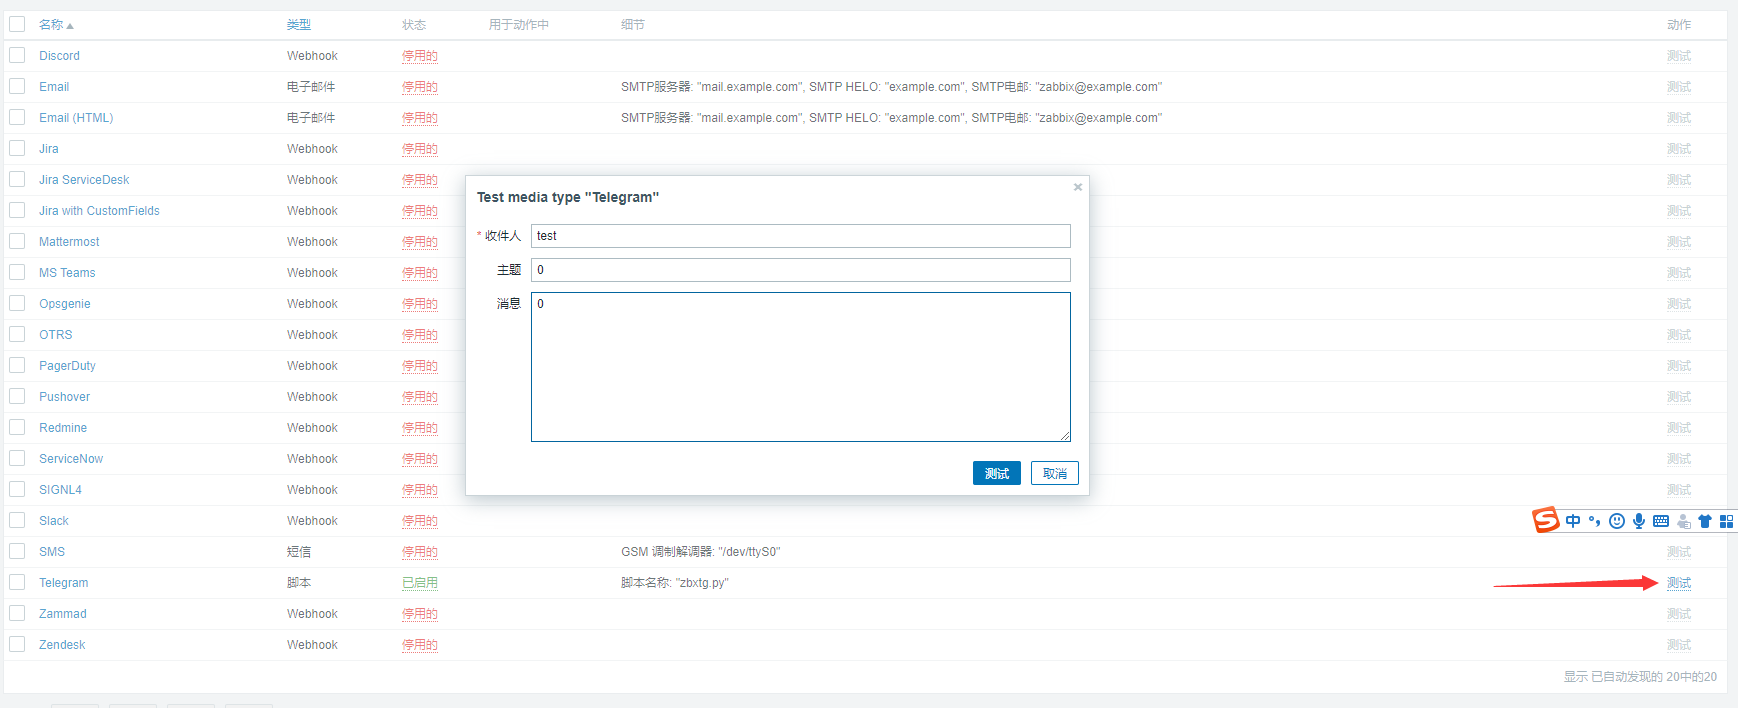 名称 类型 状态 用于动作中 细节 动作
Discord Webhook 停用的 测试
Email 电子邮件 停用的 SMTP服务器: "mail.example.com", SMTP HELO: "example.com", SMTP电邮: "zabbix@example.com" 测试
Email (HTML) 电子邮件 停用的 SMTP服务器: "mail.example.com", SMTP HELO: "example.com", SMTP电邮: "zabbix@example.com" 测试
Jira Webhook 停用的 测试
Jira ServiceDesk Webhook 停用的 测试
Jira with CustomFields Webhook 停用的 测试
Mattermost Webhook 停用的 测试
MS Teams Webhook 停用的 测试
Opsgenie Webhook 停用的 测试
OTRS Webhook 停用的 测试
PagerDuty Webhook 停用的 测试
Pushover Webhook 停用的 测试
Redmine Webhook 停用的 测试
ServiceNow Webhook 停用的 测试
SIGNL4 Webhook 停用的 测试
Slack Webhook 停用的
SMS 短信 停用的 GSM 调制解调器: "/dev/ttyS0" 测试
Telegram 脚本 已启用 脚本名称: "zbxtg.py" 测试
Zammad Webhook 停用的 测试
Zendesk Webhook 停用的 测试
显示 已自动发现的 20中的20
Test media type "Telegram"
* 收件人 test
主题 0
消息 0
测试 取消
S 中